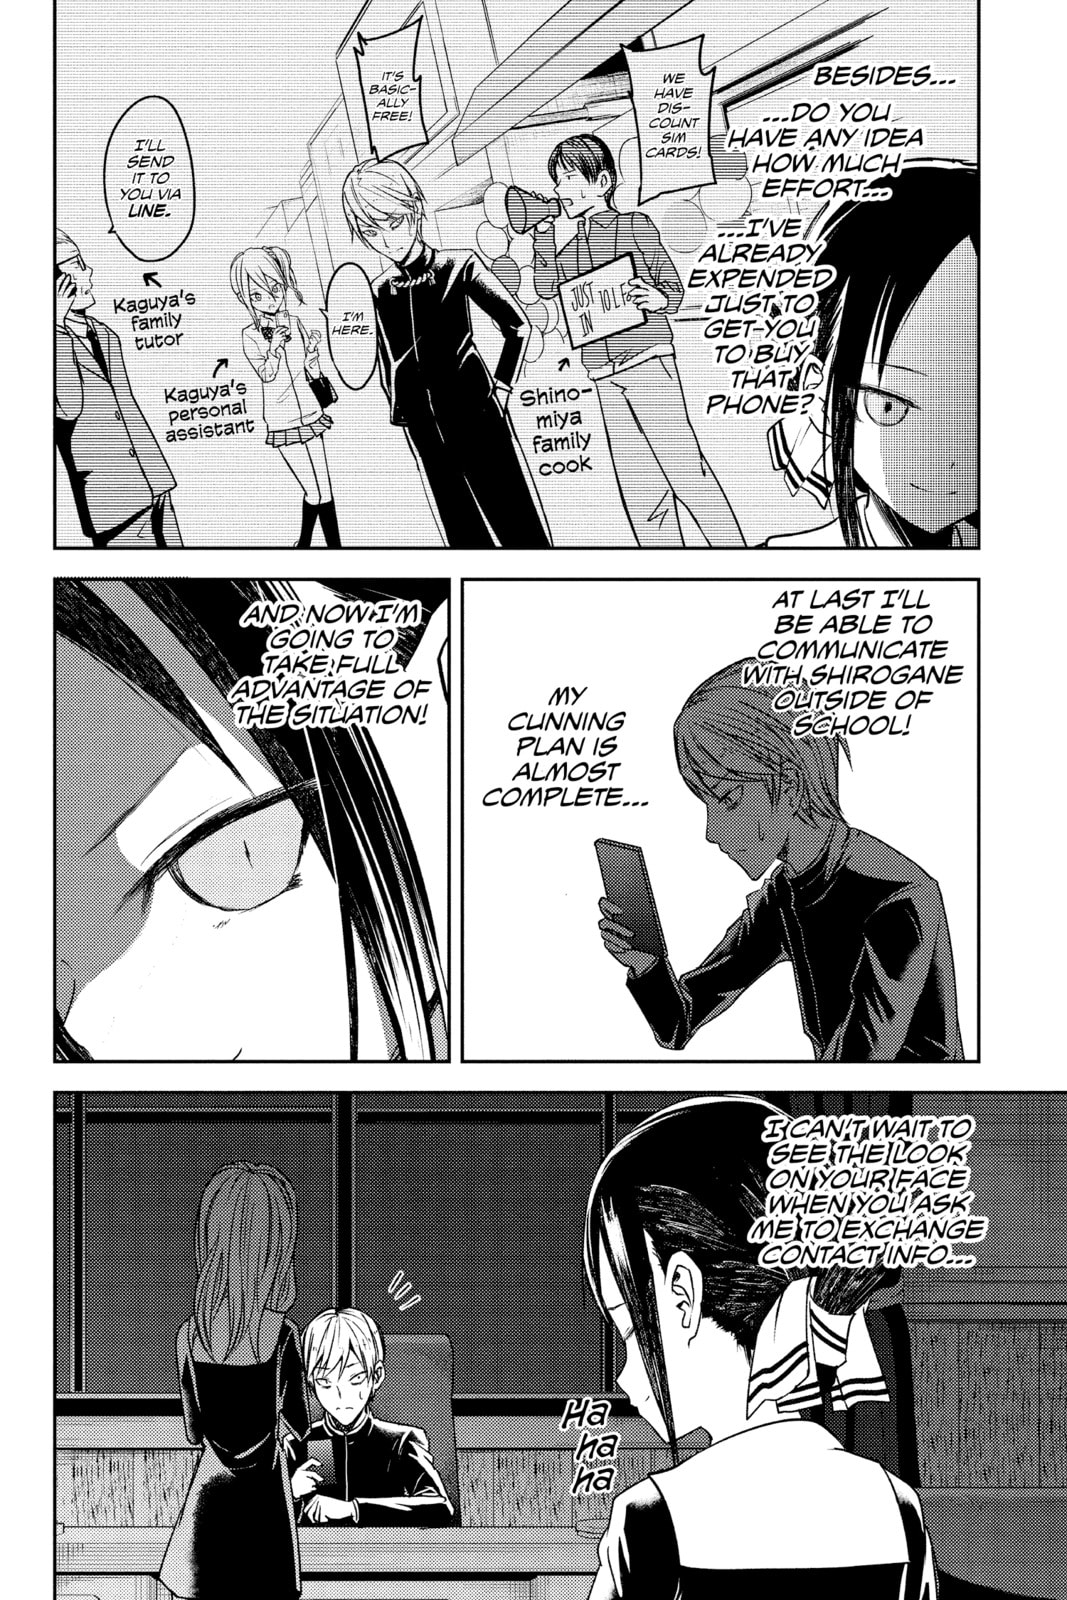 BESIDES...
...DO YOU
HAVE ANY IDEA
HOW MUCH
EFFORT...
...I'VE
ALREADY
EXPENDED
JUST TO
GET YOU
TO BUY
THAT
PHONE?
WE
HAVE
DIS-
COUNT
SIM
CARDS!
IT'S
BASIC-
ALLY
FREE!
JUST 10 LEFT
IN
Shino-
miya
family
cook
I'M
HERE.
Kaguya's
personal
assistant
I'LL
SEND
IT TO
YOU VIA
LINE.
Kaguya's
family
tutor
AT LAST I'LL
BE ABLE TO
COMMUNICATE
WITH SHIROGANE
OUTSIDE OF
SCHOOL!
MY
CUNNING
PLAN IS
ALMOST
COMPLETE...
AND NOW I'M
GOING TO
TAKE FULL
ADVANTAGE OF
THE SITUATION!
I CAN'T WAIT TO
SEE THE LOOK
ON YOUR FACE
WHEN YOU ASK
ME TO EXCHANGE
CONTACT INFO...
Ha
ha
ha